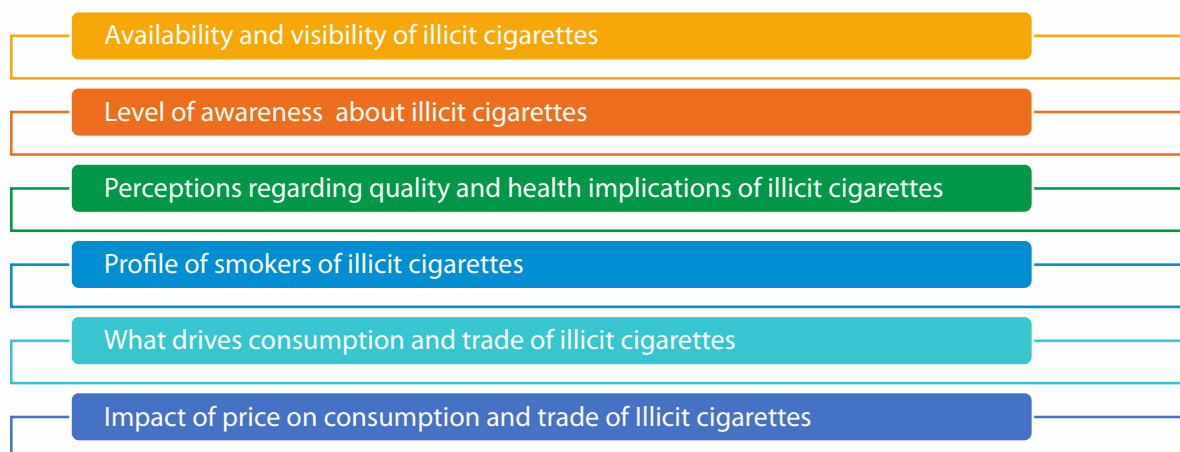 Availability and visibility of illicit cigarettes
Level of awareness  about illicit cigarettes
Perceptions regarding quality and health implications of illicit cigarettes
Profile of smokers of illicit cigarettes
What drives consumption and trade of illicit cigarettes
Impact of price on consumption and trade of Illicit cigarettes